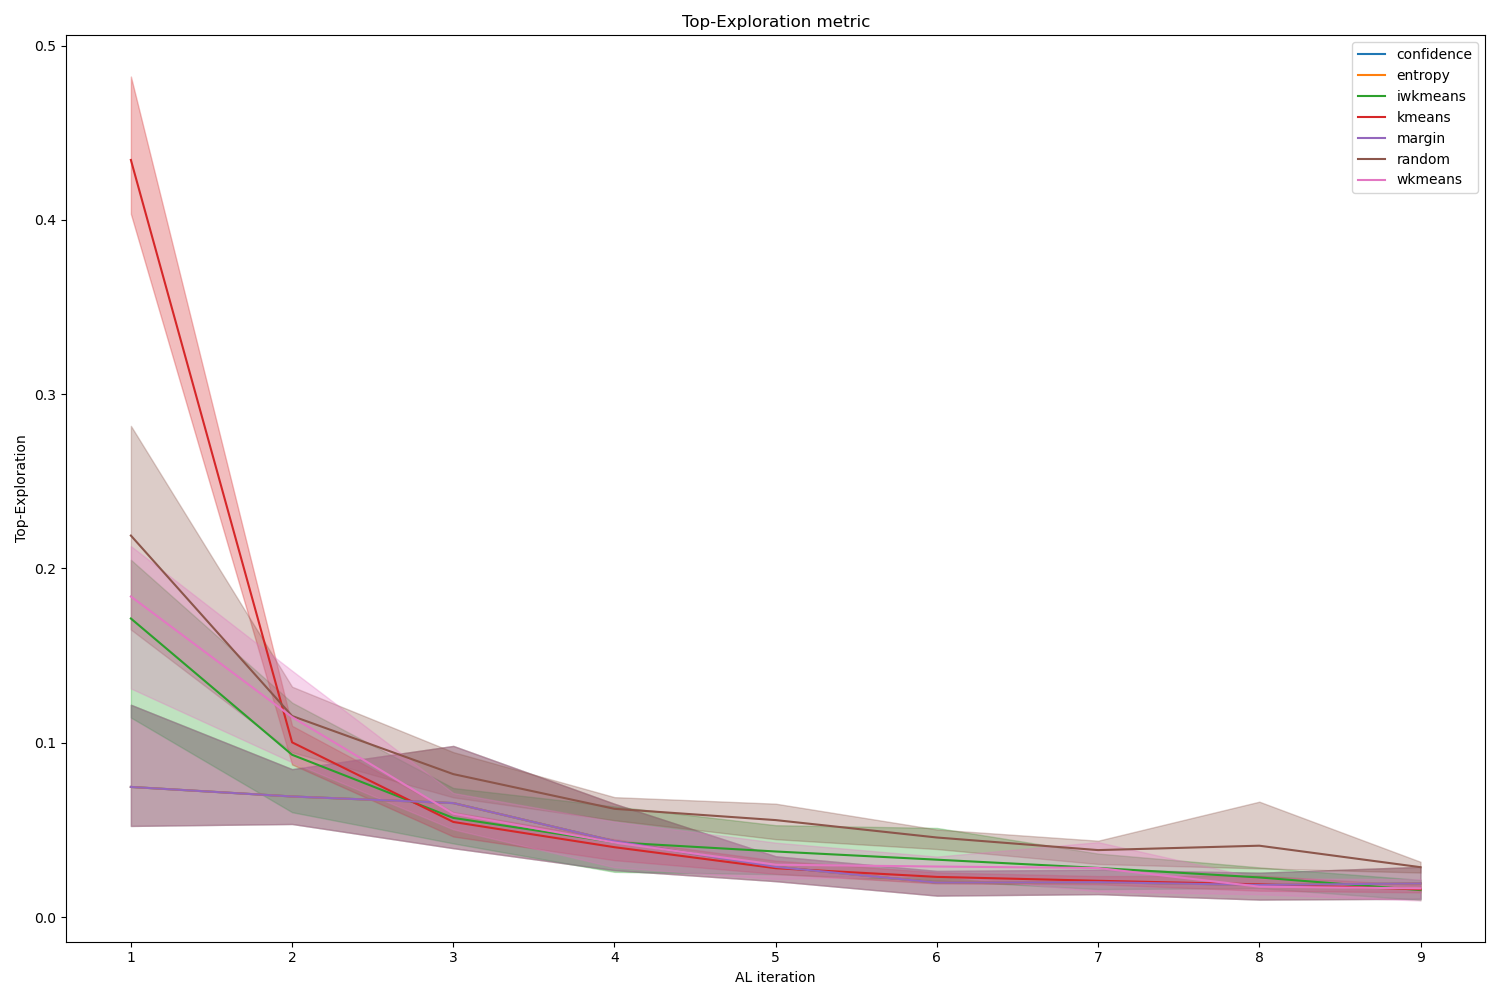 Top-Exploration metric
0.5
0.4
0.3
0.2
0.1
0.0
Top-Exploration
confidence
entropy
iwkmeans
kmeans
margin
random
wkmeans
1 2 3 4 5 6 7 8 9
AL iteration